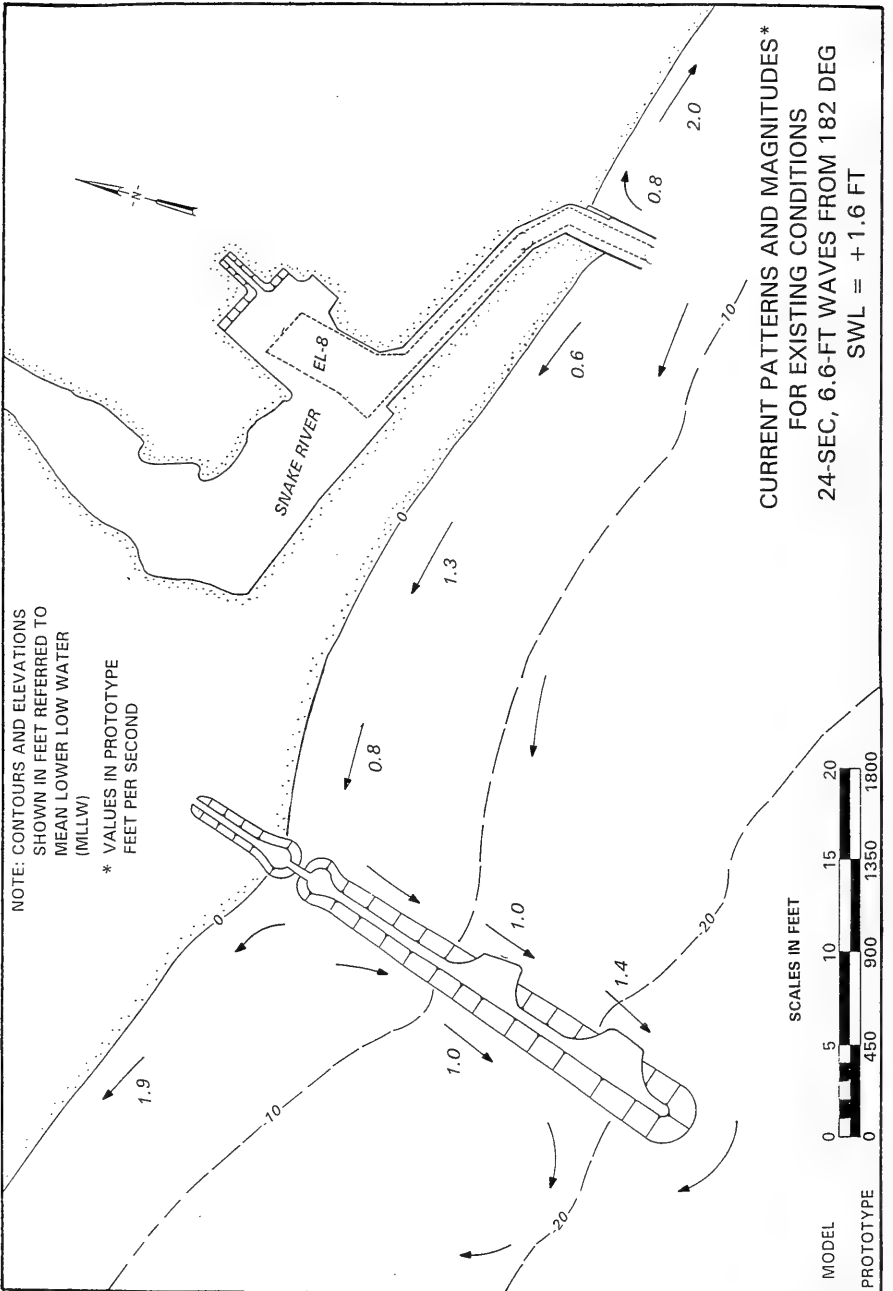 NOTE: CONTOURS AND ELEVATIONS
SHOWN IN FEET REFERRED TO
MEAN LOWER LOW WATER
(MLLW)
* VALUES IN PROTOTYPE
FEET PER SECOND
-N-
SNAKE RIVER
EL-8
0
0
1.9
0.8
1.3
0.6
0.8
2.0
1.0
1.0
1.4
-10
-10
-20
-20
SCALES IN FEET
MODEL 0 5 10 15 20
PROTOTYPE 0 450 900 1350 1800
CURRENT PATTERNS AND MAGNITUDES*
FOR EXISTING CONDITIONS
24-SEC, 6.6-FT WAVES FROM 182 DEG
SWL = +1.6 FT